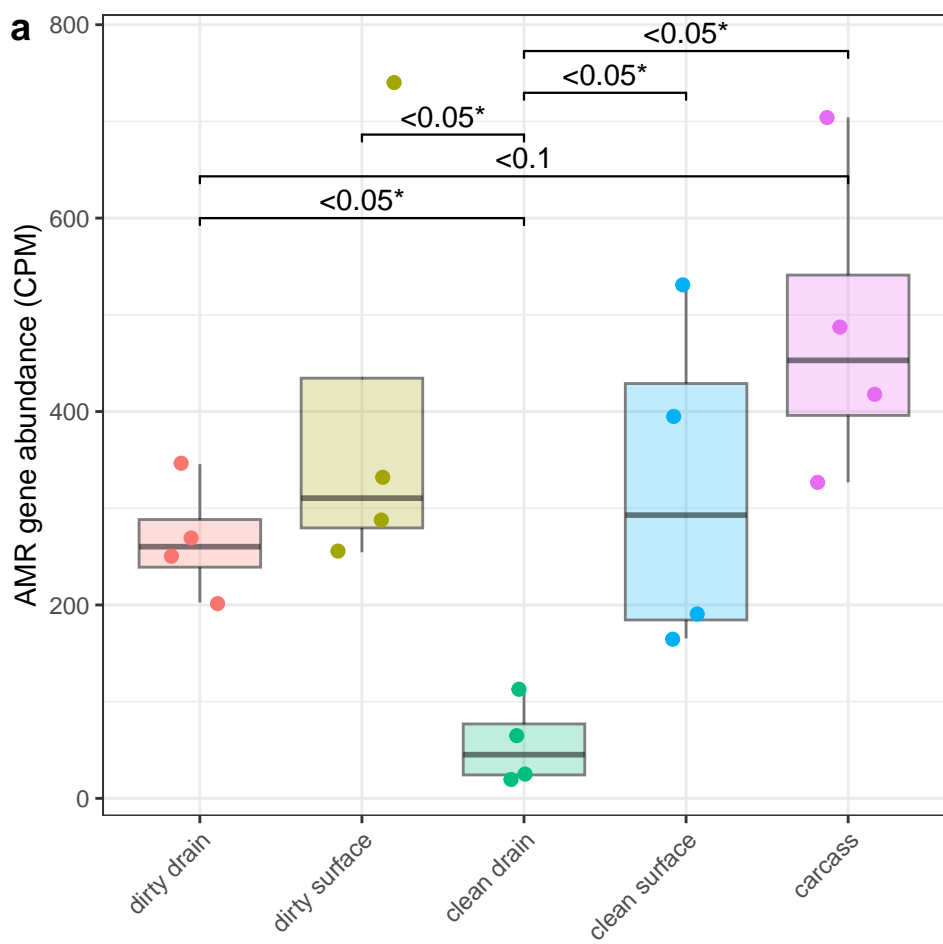 a
AMR gene abundance (CPM)
800
600
400
200
0
<0.05*
<0.05*
<0.05*
<0.1
<0.05*
dirty drain
dirty surface
clean drain
clean surface
carcass